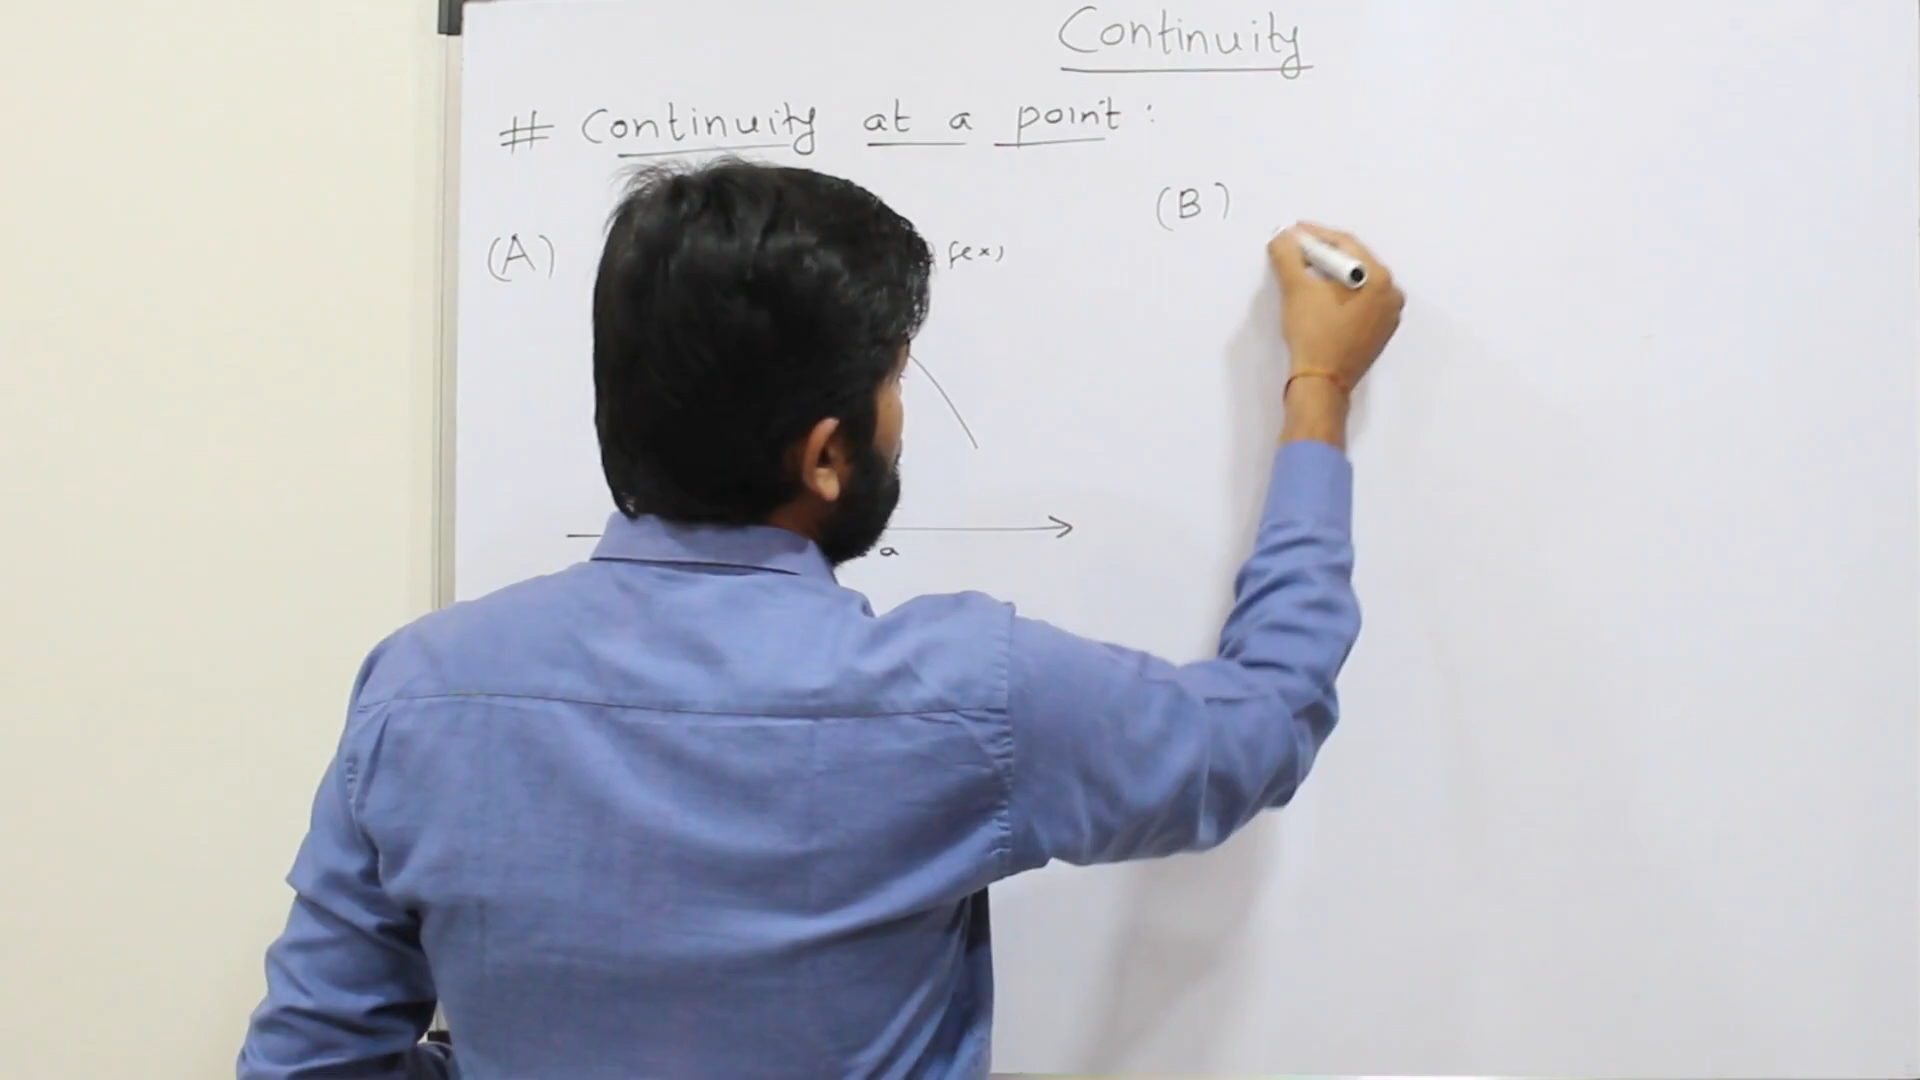 Continuity
# Continuity at a point :
(B)
(A) f(x)
a